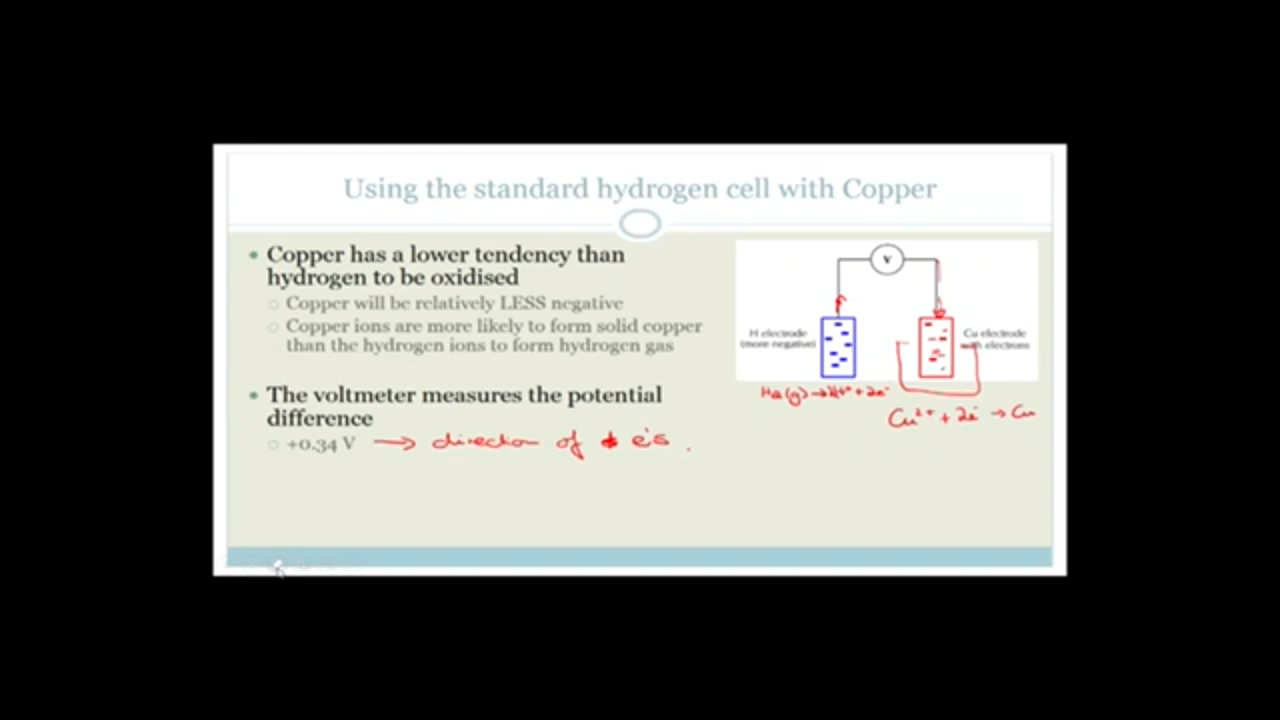 Using the standard hydrogen cell with Copper
Copper has a lower tendency than
hydrogen to be oxidised
Copper will be relatively LESS negative
Copper ions are more likely to form solid copper
than the hydrogen ions to form hydrogen gas
The voltmeter measures the potential
difference
+0.34 V → direction of e's .
V
H electrode
(more negative)
Cu electrode
with electrons
H₂(g) → 2H⁺ + 2e⁻
Cu²⁺ + 2e⁻ → Cu